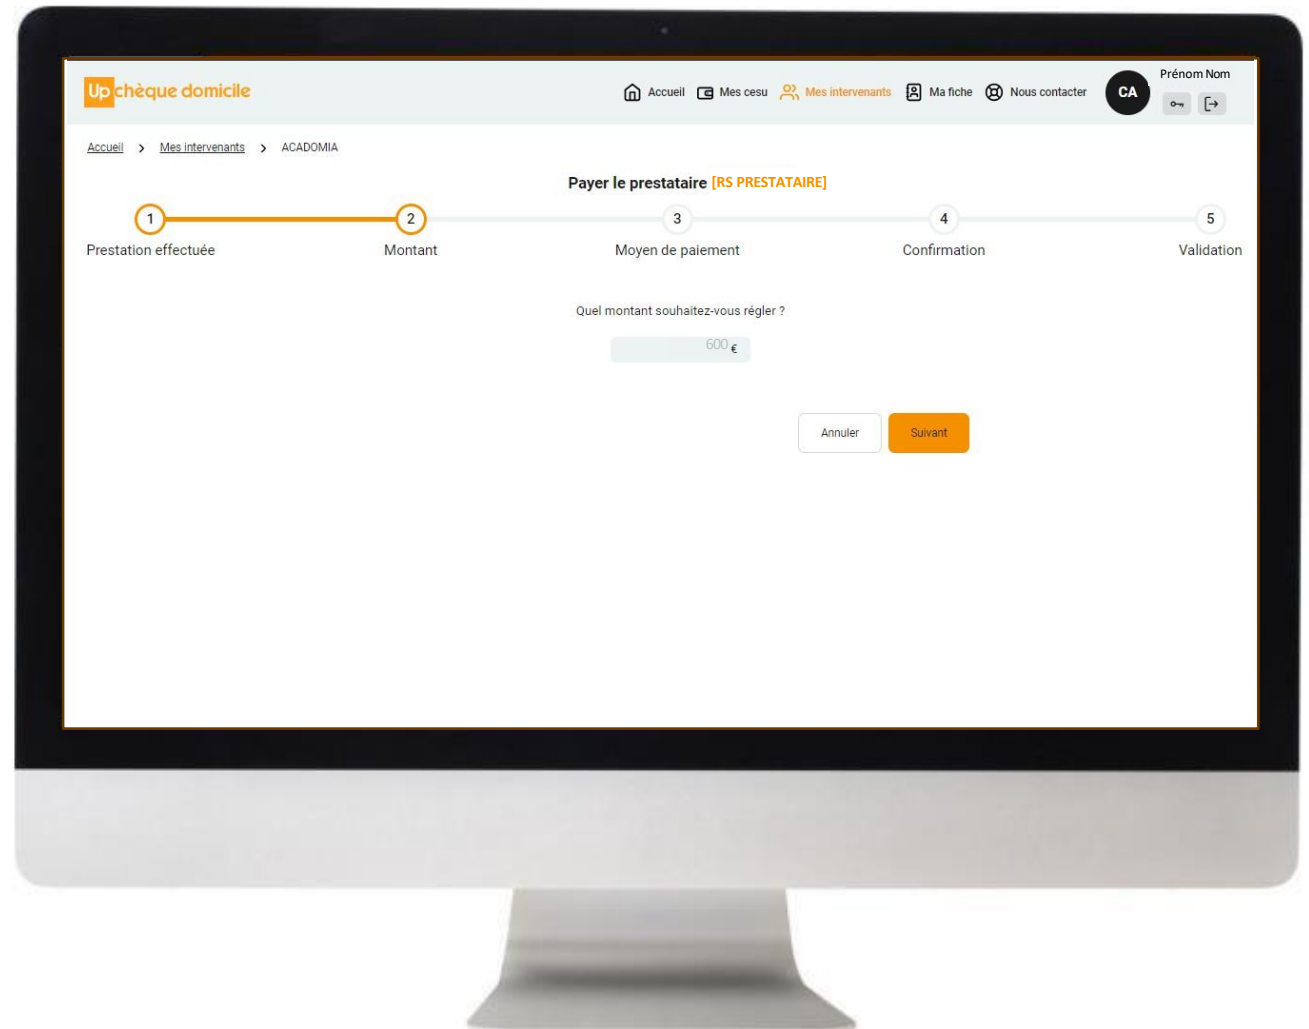 Up chèque domicile
Accueil Mes cesu Mes intervenants Ma fiche Nous contacter CA Prénom Nom
Accueil > Mes intervenants > ACADOMIA
Payer le prestataire [RS PRESTATAIRE]
1 2 3 4 5
Prestation effectuée Montant Moyen de paiement Confirmation Validation
Quel montant souhaitez-vous régler ?
600 €
Annuler Suivant